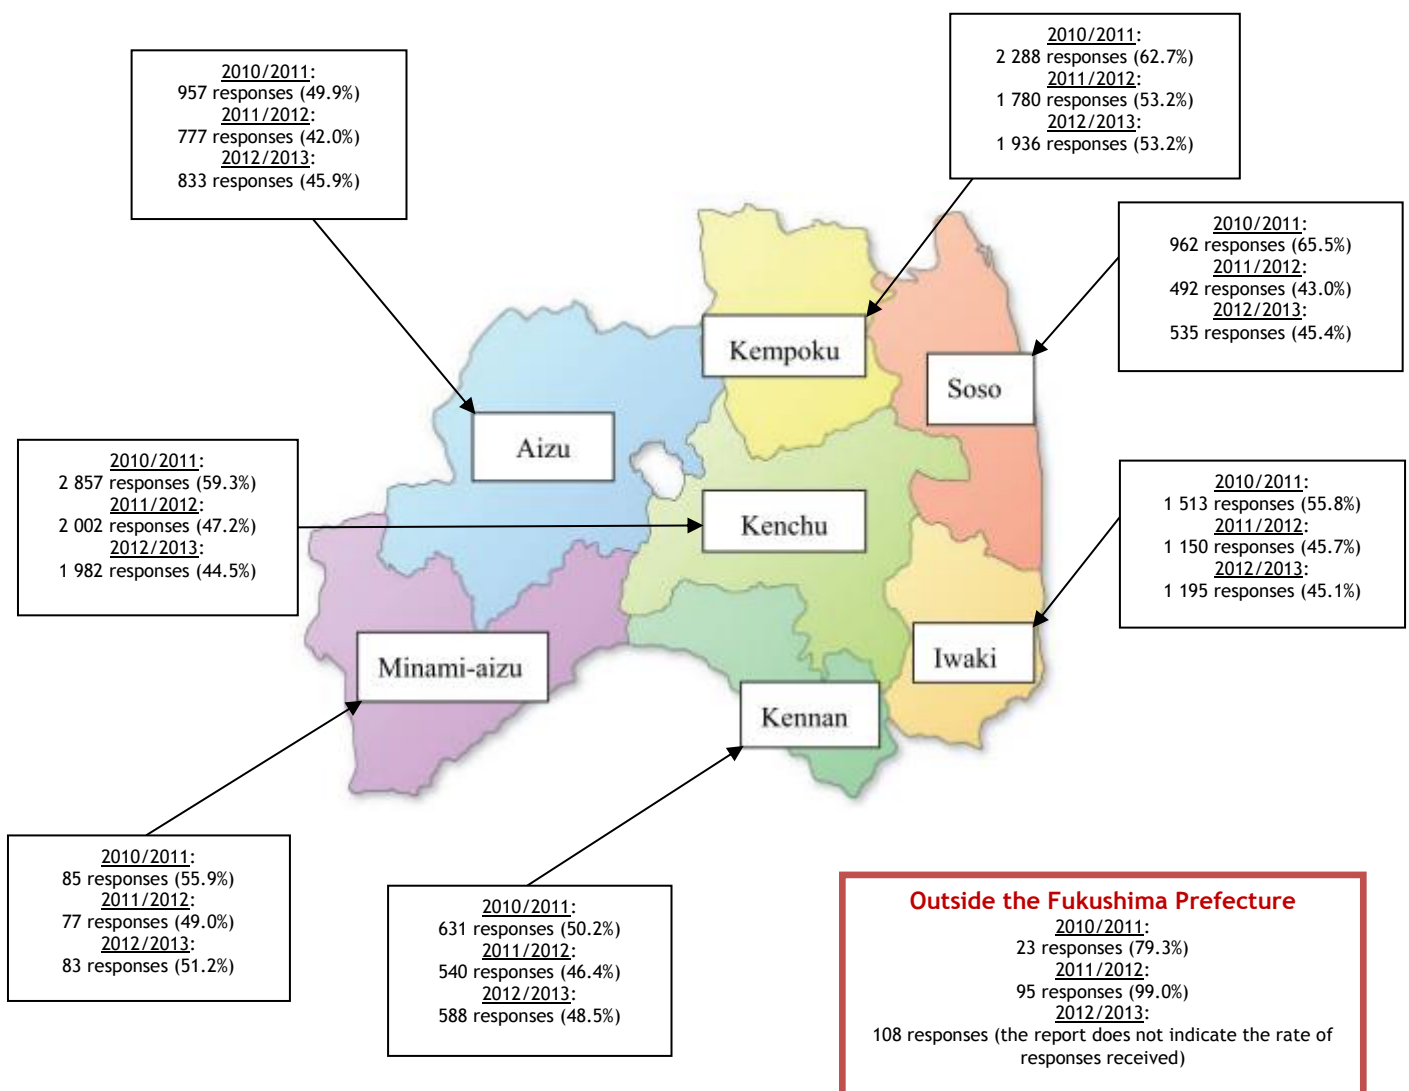 2010/2011:
2 288 responses (62.7%)
2011/2012:
1 780 responses (53.2%)
2012/2013:
1 936 responses (53.2%)
2010/2011:
957 responses (49.9%)
2011/2012:
777 responses (42.0%)
2012/2013:
833 responses (45.9%)
2010/2011:
962 responses (65.5%)
2011/2012:
492 responses (43.0%)
2012/2013:
535 responses (45.4%)
Kempoku
Soso
Aizu
2010/2011:
2 857 responses (59.3%)
2011/2012:
2 002 responses (47.2%)
2012/2013:
1 982 responses (44.5%)
Kenchu
2010/2011:
1 513 responses (55.8%)
2011/2012:
1 150 responses (45.7%)
2012/2013:
1 195 responses (45.1%)
Minami-aizu
Iwaki
Kennan
2010/2011:
85 responses (55.9%)
2011/2012:
77 responses (49.0%)
2012/2013:
83 responses (51.2%)
2010/2011:
631 responses (50.2%)
2011/2012:
540 responses (46.4%)
2012/2013:
588 responses (48.5%)
Outside the Fukushima Prefecture
2010/2011:
23 responses (79.3%)
2011/2012:
95 responses (99.0%)
2012/2013:
108 responses (the report does not indicate the rate of
responses received)